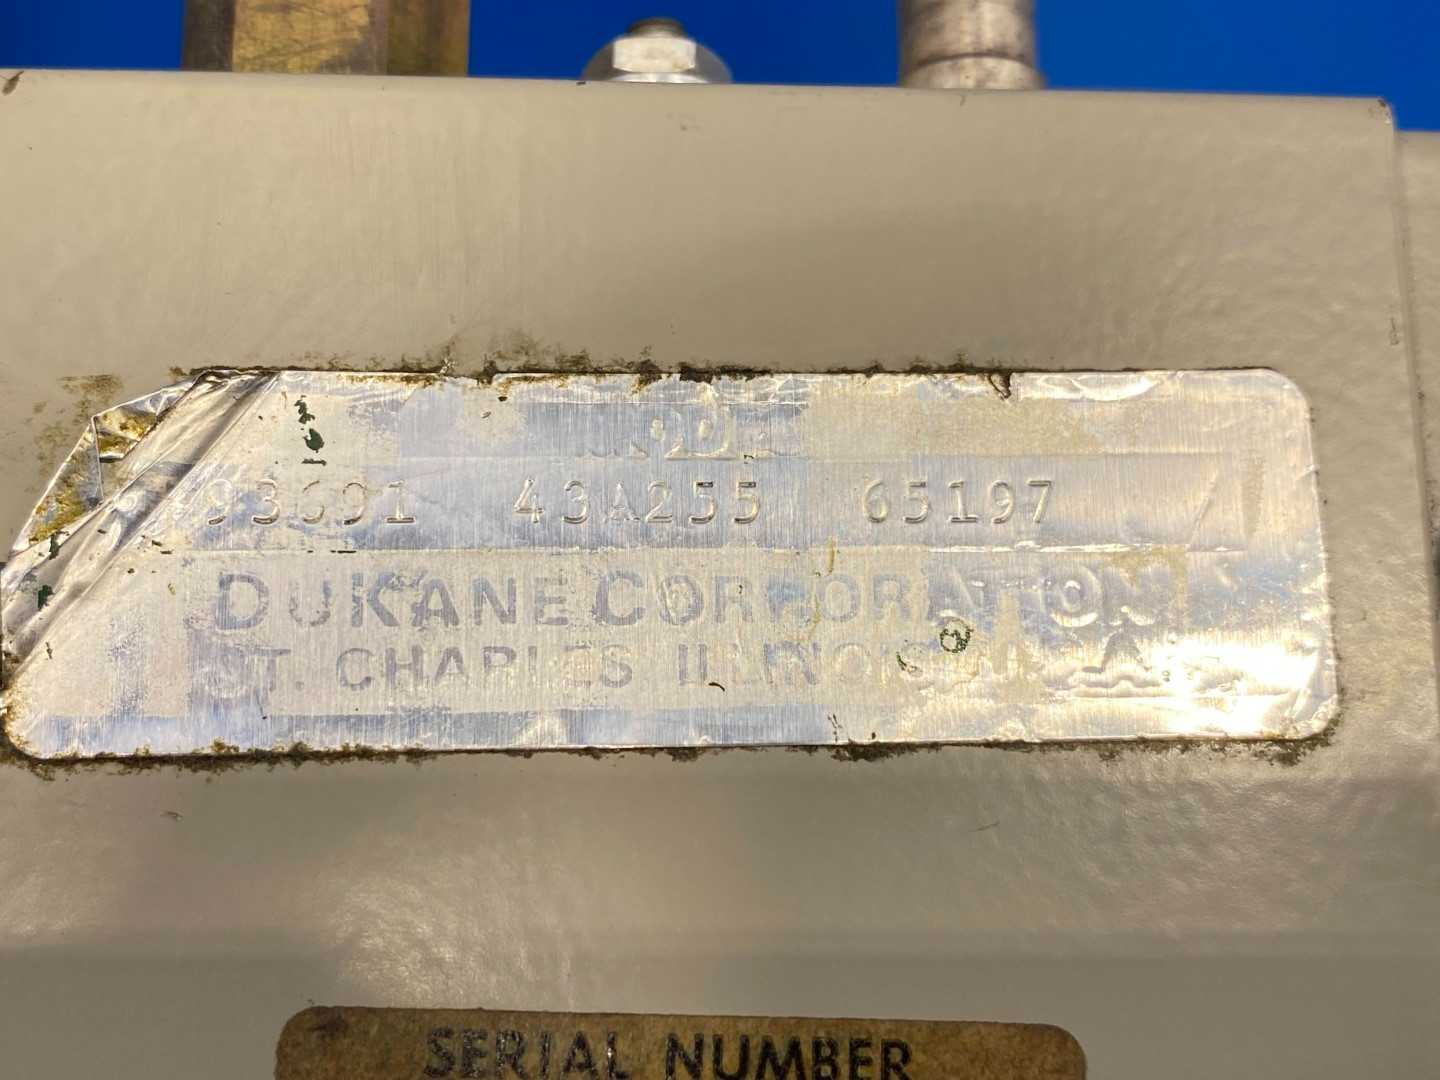 93691 43A255 65197
DUKANE CORPORATION
ST. CHARLES ILLINOIS
SERIAL NUMBER